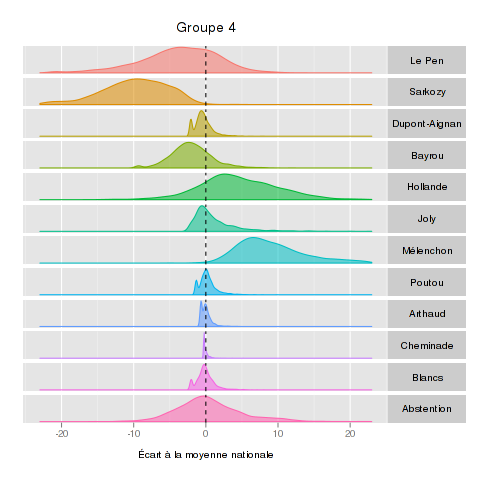 Groupe 4
Le Pen
Sarkozy
Dupont-Aignan
Bayrou
Hollande
Joly
Mélenchon
Poutou
Arthaud
Cheminade
Blancs
Abstention
-20 -10 0 10 20
Écart à la moyenne nationale